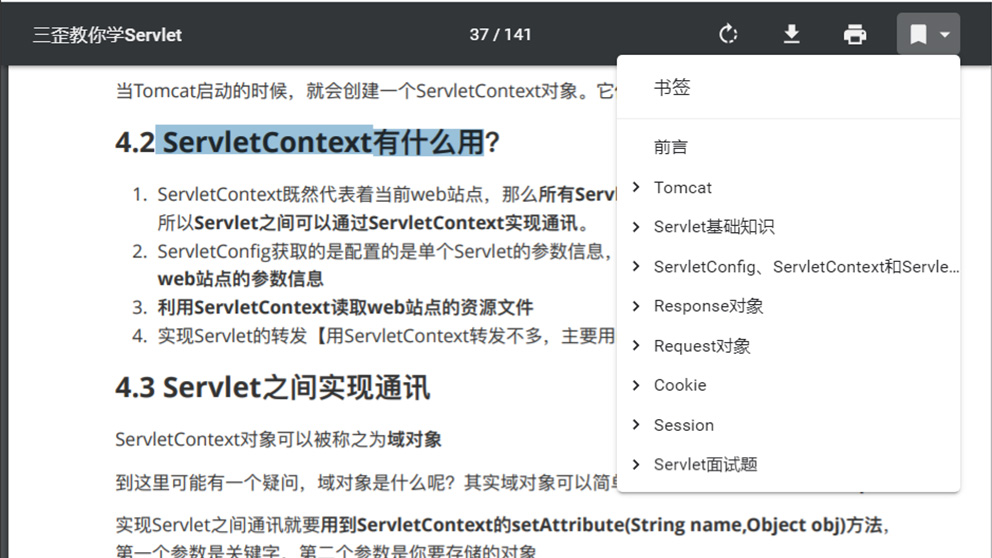 三歪教你学Servlet
37 / 141
当Tomcat启动的时候，就会创建一个ServletContext对象。它
4.2 ServletContext有什么用?
1. ServletContext既然代表着当前web站点，那么所有Servl
所以Servlet之间可以通过ServletContext实现通讯。
2. ServletConfig获取的是配置的是单个Servlet的参数信息，
web站点的参数信息
3. 利用ServletContext读取web站点的资源文件
4. 实现Servlet的转发【用ServletContext转发不多，主要用
4.3 Servlet之间实现通讯
ServletContext对象可以被称之为域对象
到这里可能有一个疑问，域对象是什么呢？其实域对象可以简单
实现Servlet之间通讯就要用到ServletContext的setAttribute(String name,Object obj)方法，
第一个参数是关键字，第二个参数是你要存储的对象
书签
前言
Tomcat
Servlet基础知识
ServletConfig、ServletContext和Servle...
Response对象
Request对象
Cookie
Session
Servlet面试题